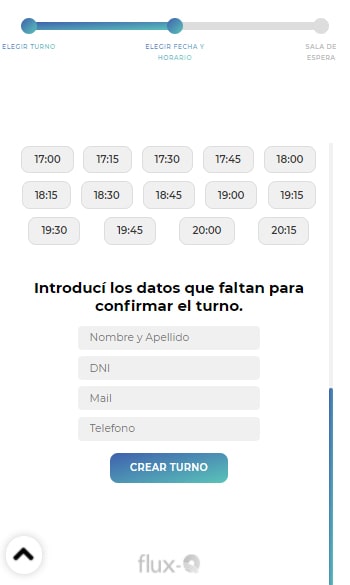 ELEGIR TURNO
ELEGIR FECHA Y
HORARIO
SALA DE
ESPERA
17:00 17:15 17:30 17:45 18:00
18:15 18:30 18:45 19:00 19:15
19:30 19:45 20:00 20:15
Introducí los datos que faltan para
confirmar el turno.
Nombre y Apellido
DNI
Mail
Telefono
CREAR TURNO
flux-Q